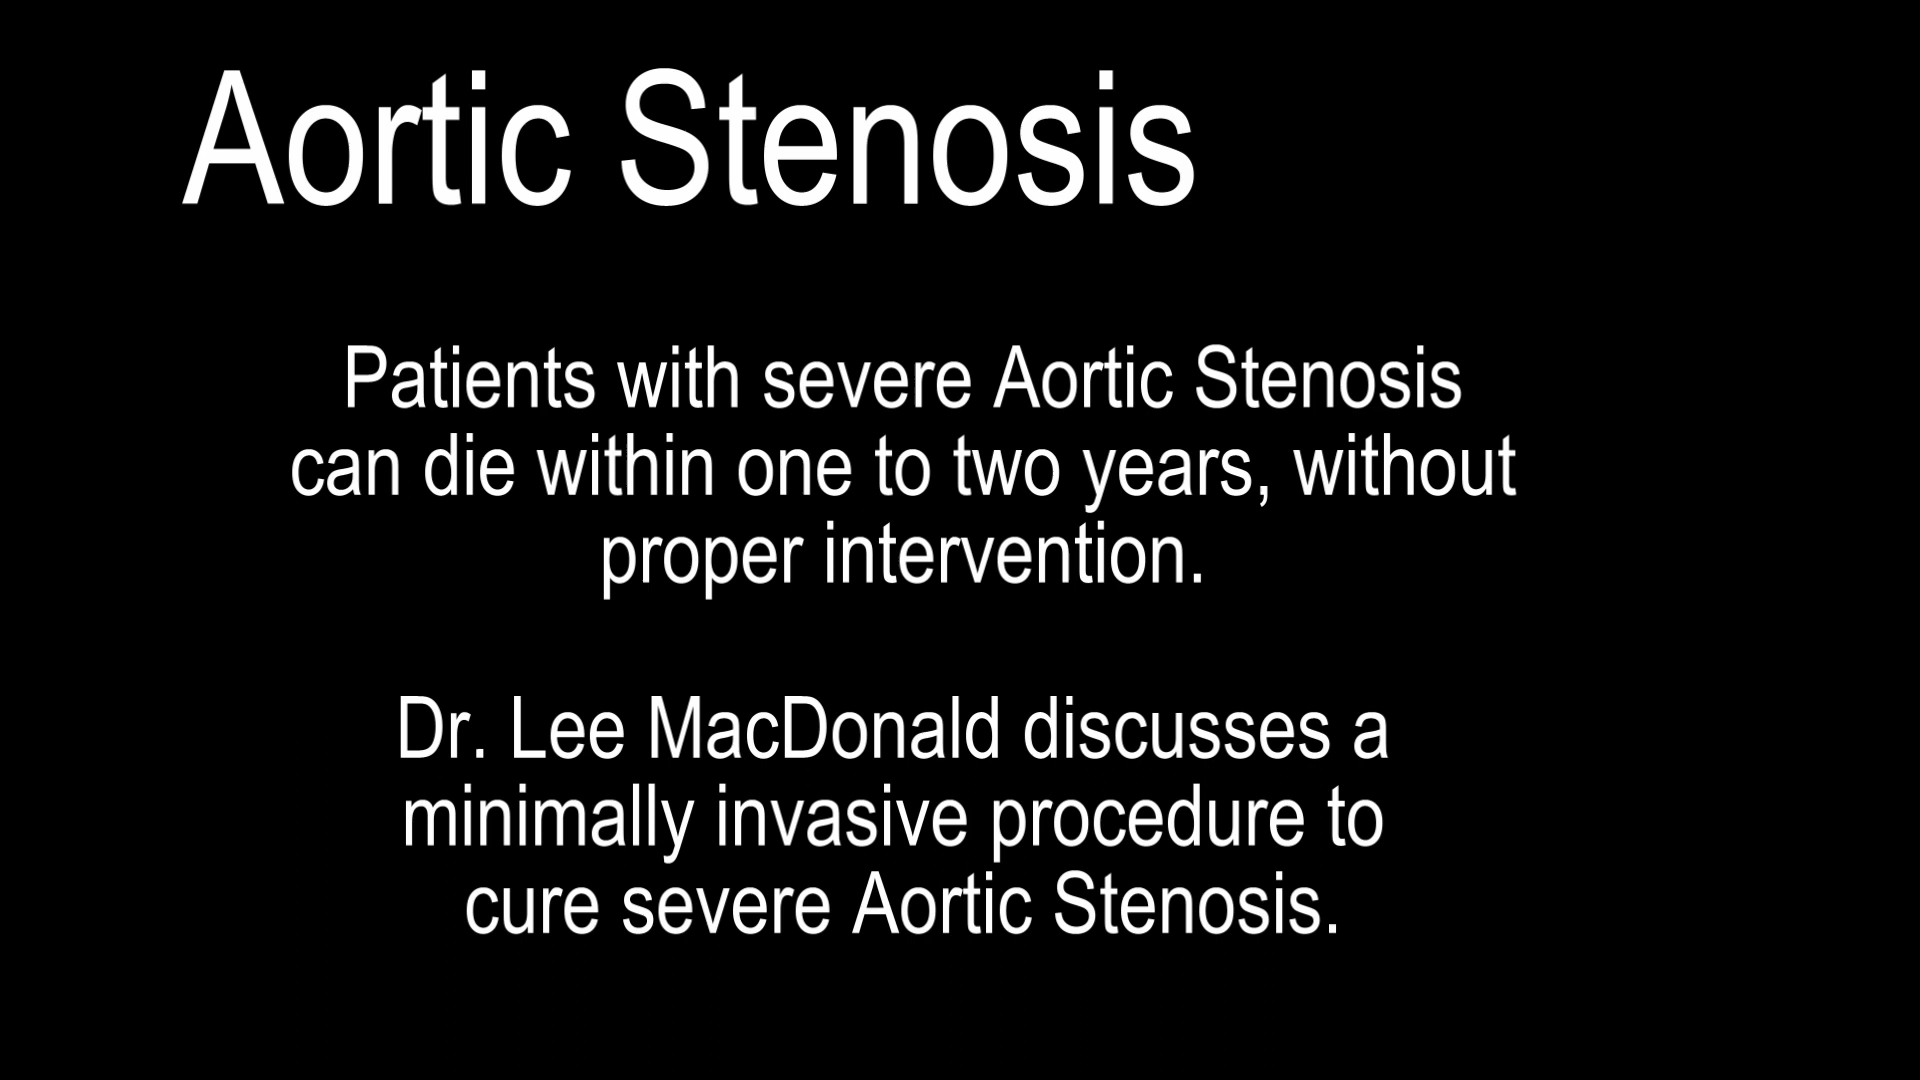 Aortic Stenosis
Patients with severe Aortic Stenosis
can die within one to two years, without
proper intervention.
Dr. Lee MacDonald discusses a
minimally invasive procedure to
cure severe Aortic Stenosis.